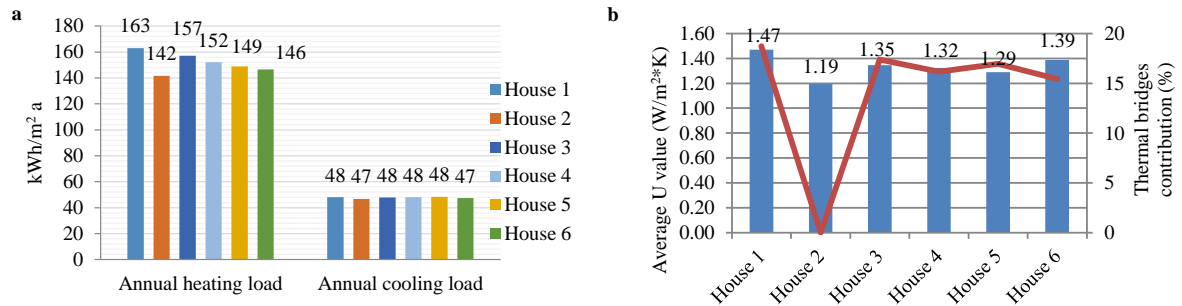 a
kWh/m² a
180
160
140
120
100
80
60
40
20
0
163
142
157
152
149
146
48 47 48 48 48 47
Annual heating load
Annual cooling load
House 1
House 2
House 3
House 4
House 5
House 6
b
Average U value (W/m²*K)
1.60
1.40
1.20
1.00
0.80
0.60
0.40
0.20
0.00
1.47
1.19
1.35
1.32
1.29
1.39
20
15
10
5
0
Thermal bridges
contribution (%)
House 1
House 2
House 3
House 4
House 5
House 6